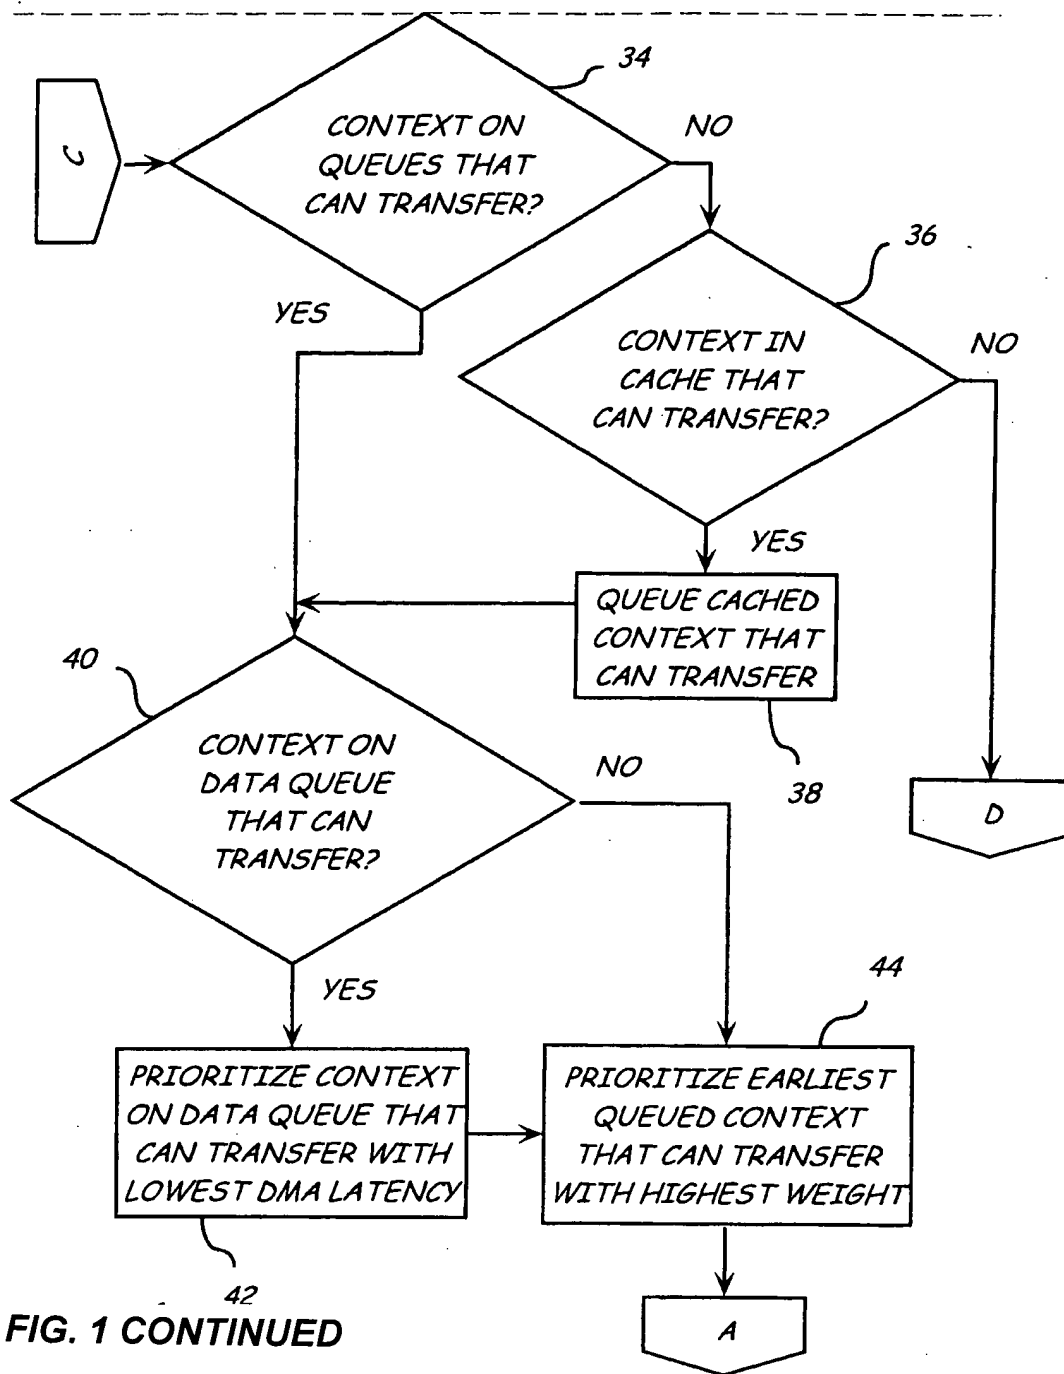 34
CONTEXT ON
QUEUES THAT
CAN TRANSFER?
NO
C
36
YES
CONTEXT IN
CACHE THAT
CAN TRANSFER?
NO
YES
QUEUE CACHED
CONTEXT THAT
CAN TRANSFER
40
CONTEXT ON
DATA QUEUE
THAT CAN
TRANSFER?
NO
38
D
YES
44
PRIORITIZE CONTEXT
ON DATA QUEUE THAT
CAN TRANSFER WITH
LOWEST DMA LATENCY
PRIORITIZE EARLIEST
QUEUED CONTEXT
THAT CAN TRANSFER
WITH HIGHEST WEIGHT
42
FIG. 1 CONTINUED
A